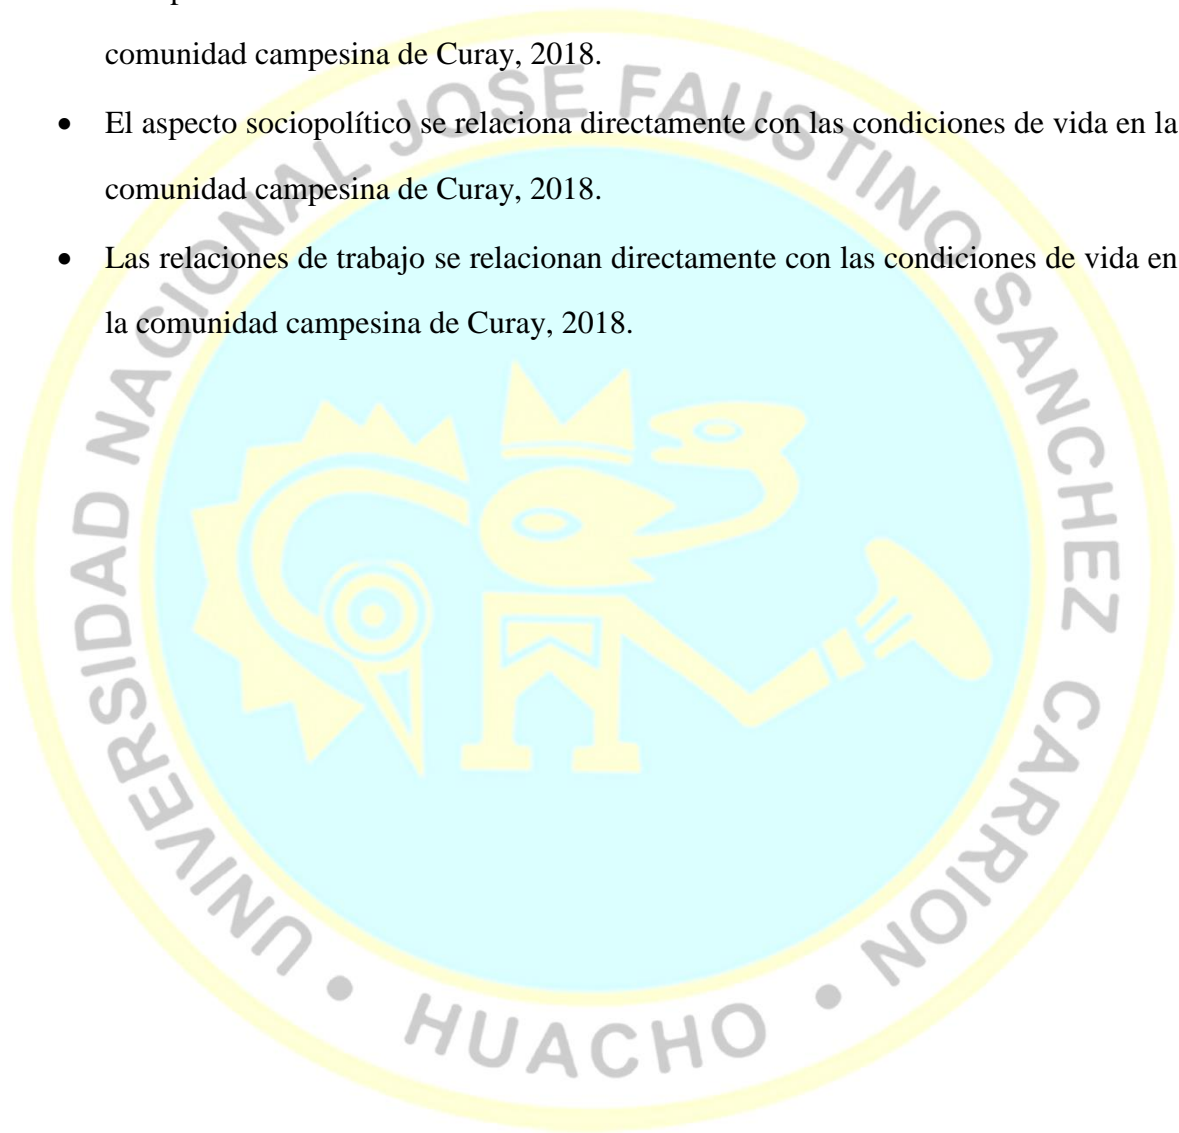 comunidad campesina de Curay, 2018.
• El aspecto sociopolítico se relaciona directamente con las condiciones de vida en la
comunidad campesina de Curay, 2018.
• Las relaciones de trabajo se relacionan directamente con las condiciones de vida en
la comunidad campesina de Curay, 2018.
UNIVERSIDAD NACIONAL JOSE FAUSTINO SANCHEZ CARRION • HUACHO •